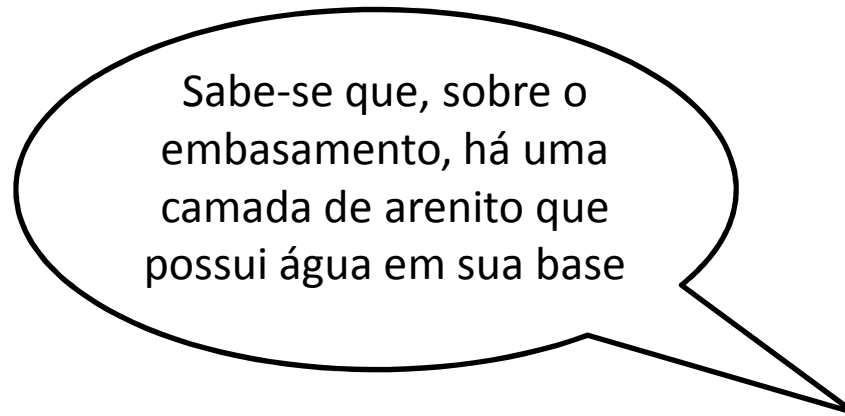 Sabe-se que, sobre o
embasamento, há uma
camada de arenito que
possui água em sua base